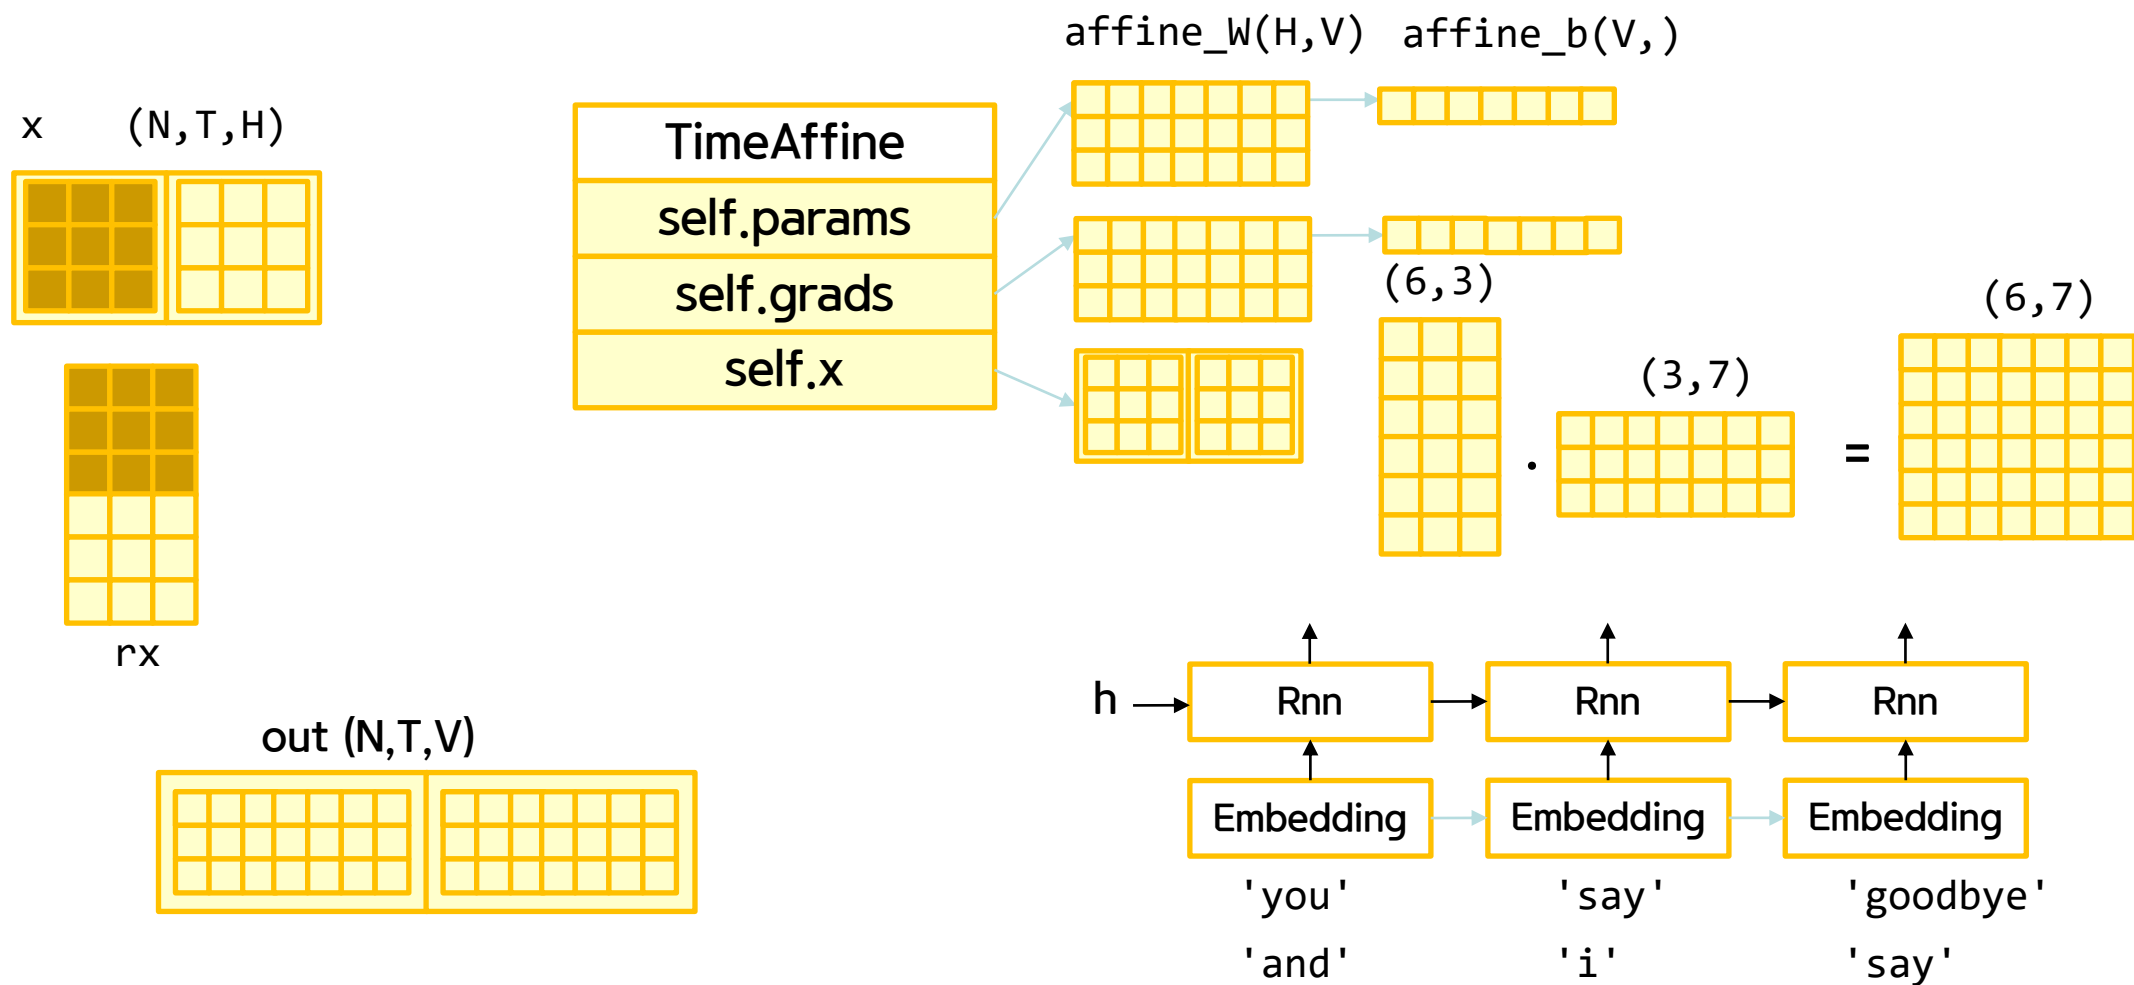 affine_W(H,V) affine_b(V,)
x (N,T,H)
TimeAffine
self.params
self.grads
self.x
(6,3)
(3,7)
.
=
(6,7)
rx
out (N,T,V)
h
Rnn Rnn Rnn
Embedding Embedding Embedding
'you' 'say' 'goodbye'
'and' 'i' 'say'